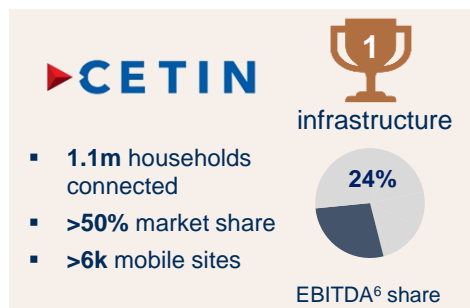 CETIN
1
infrastructure
▪ 1.1m households
connected
▪ >50% market share
▪ >6k mobile sites
24%
EBITDA⁶ share